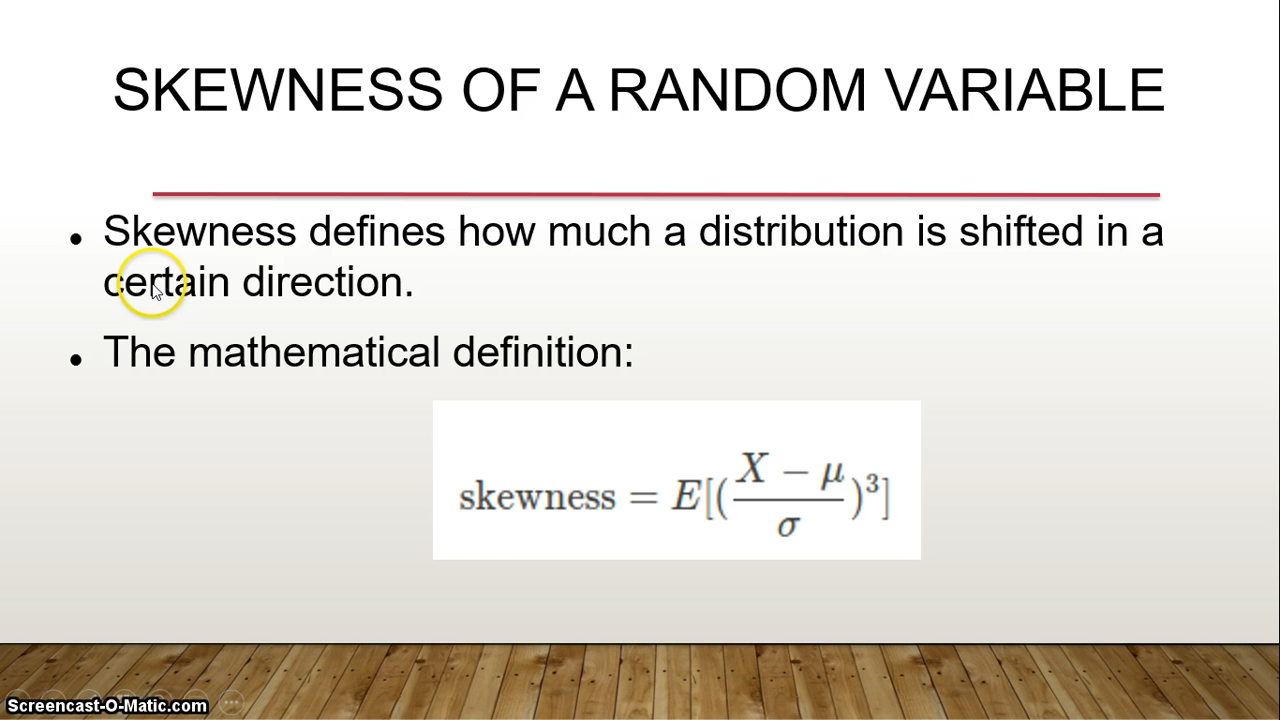 SKEWNESS OF A RANDOM VARIABLE
• Skewness defines how much a distribution is shifted in a
certain direction.
• The mathematical definition:
skewness = E[(\frac{X − μ}{σ})³]
Screencast-O-Matic.com